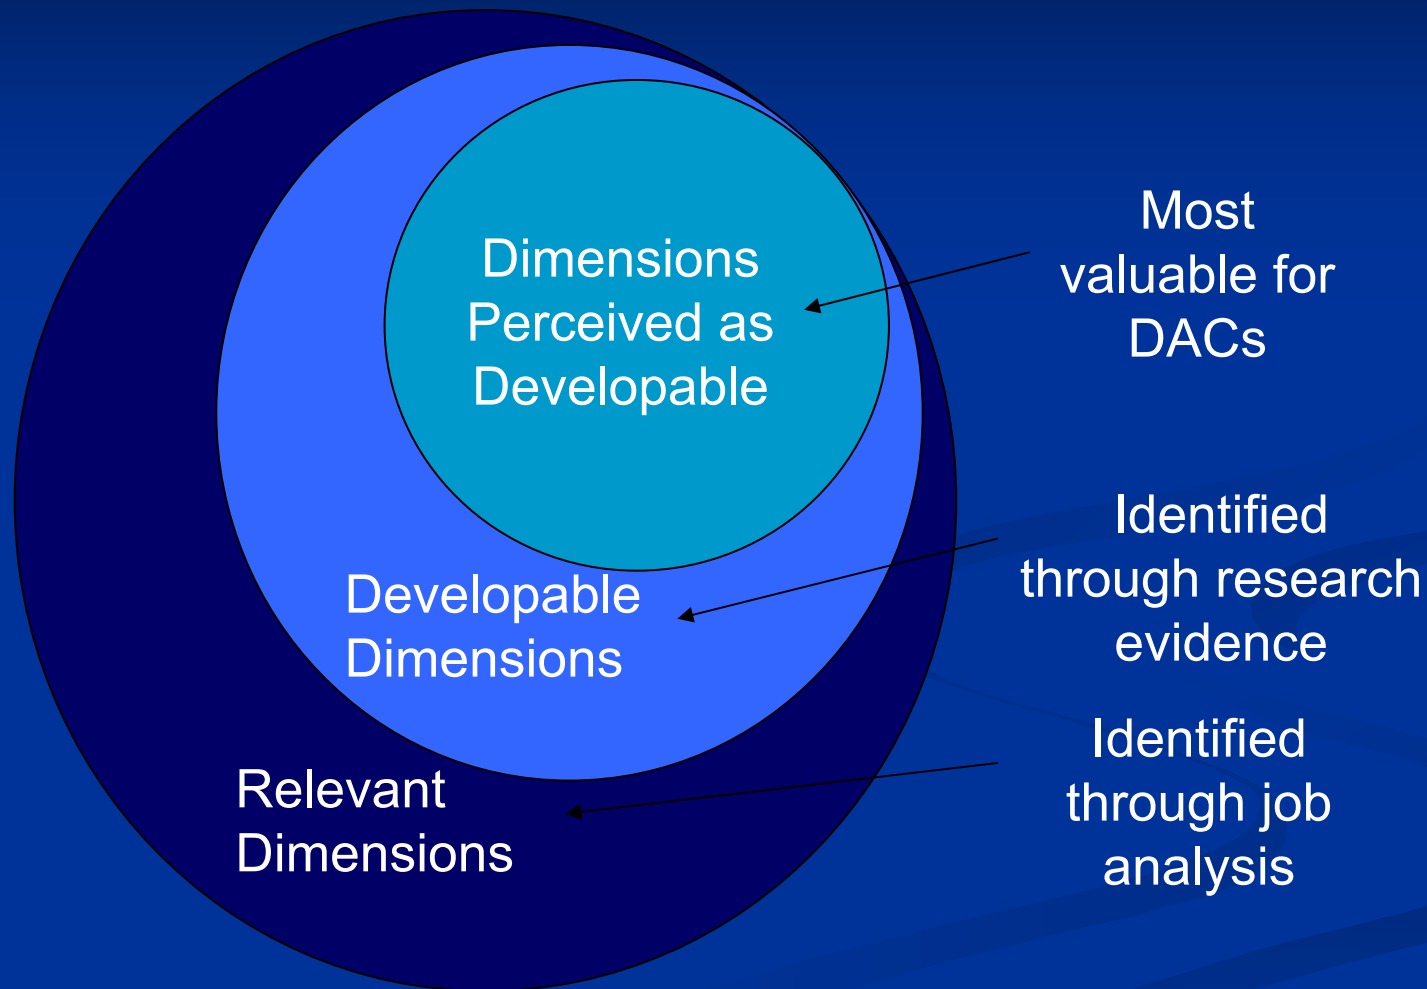 Dimensions
Perceived as
Developable
Most
valuable for
DACs
Developable
Dimensions
Identified
through research
evidence
Relevant
Dimensions
Identified
through job
analysis